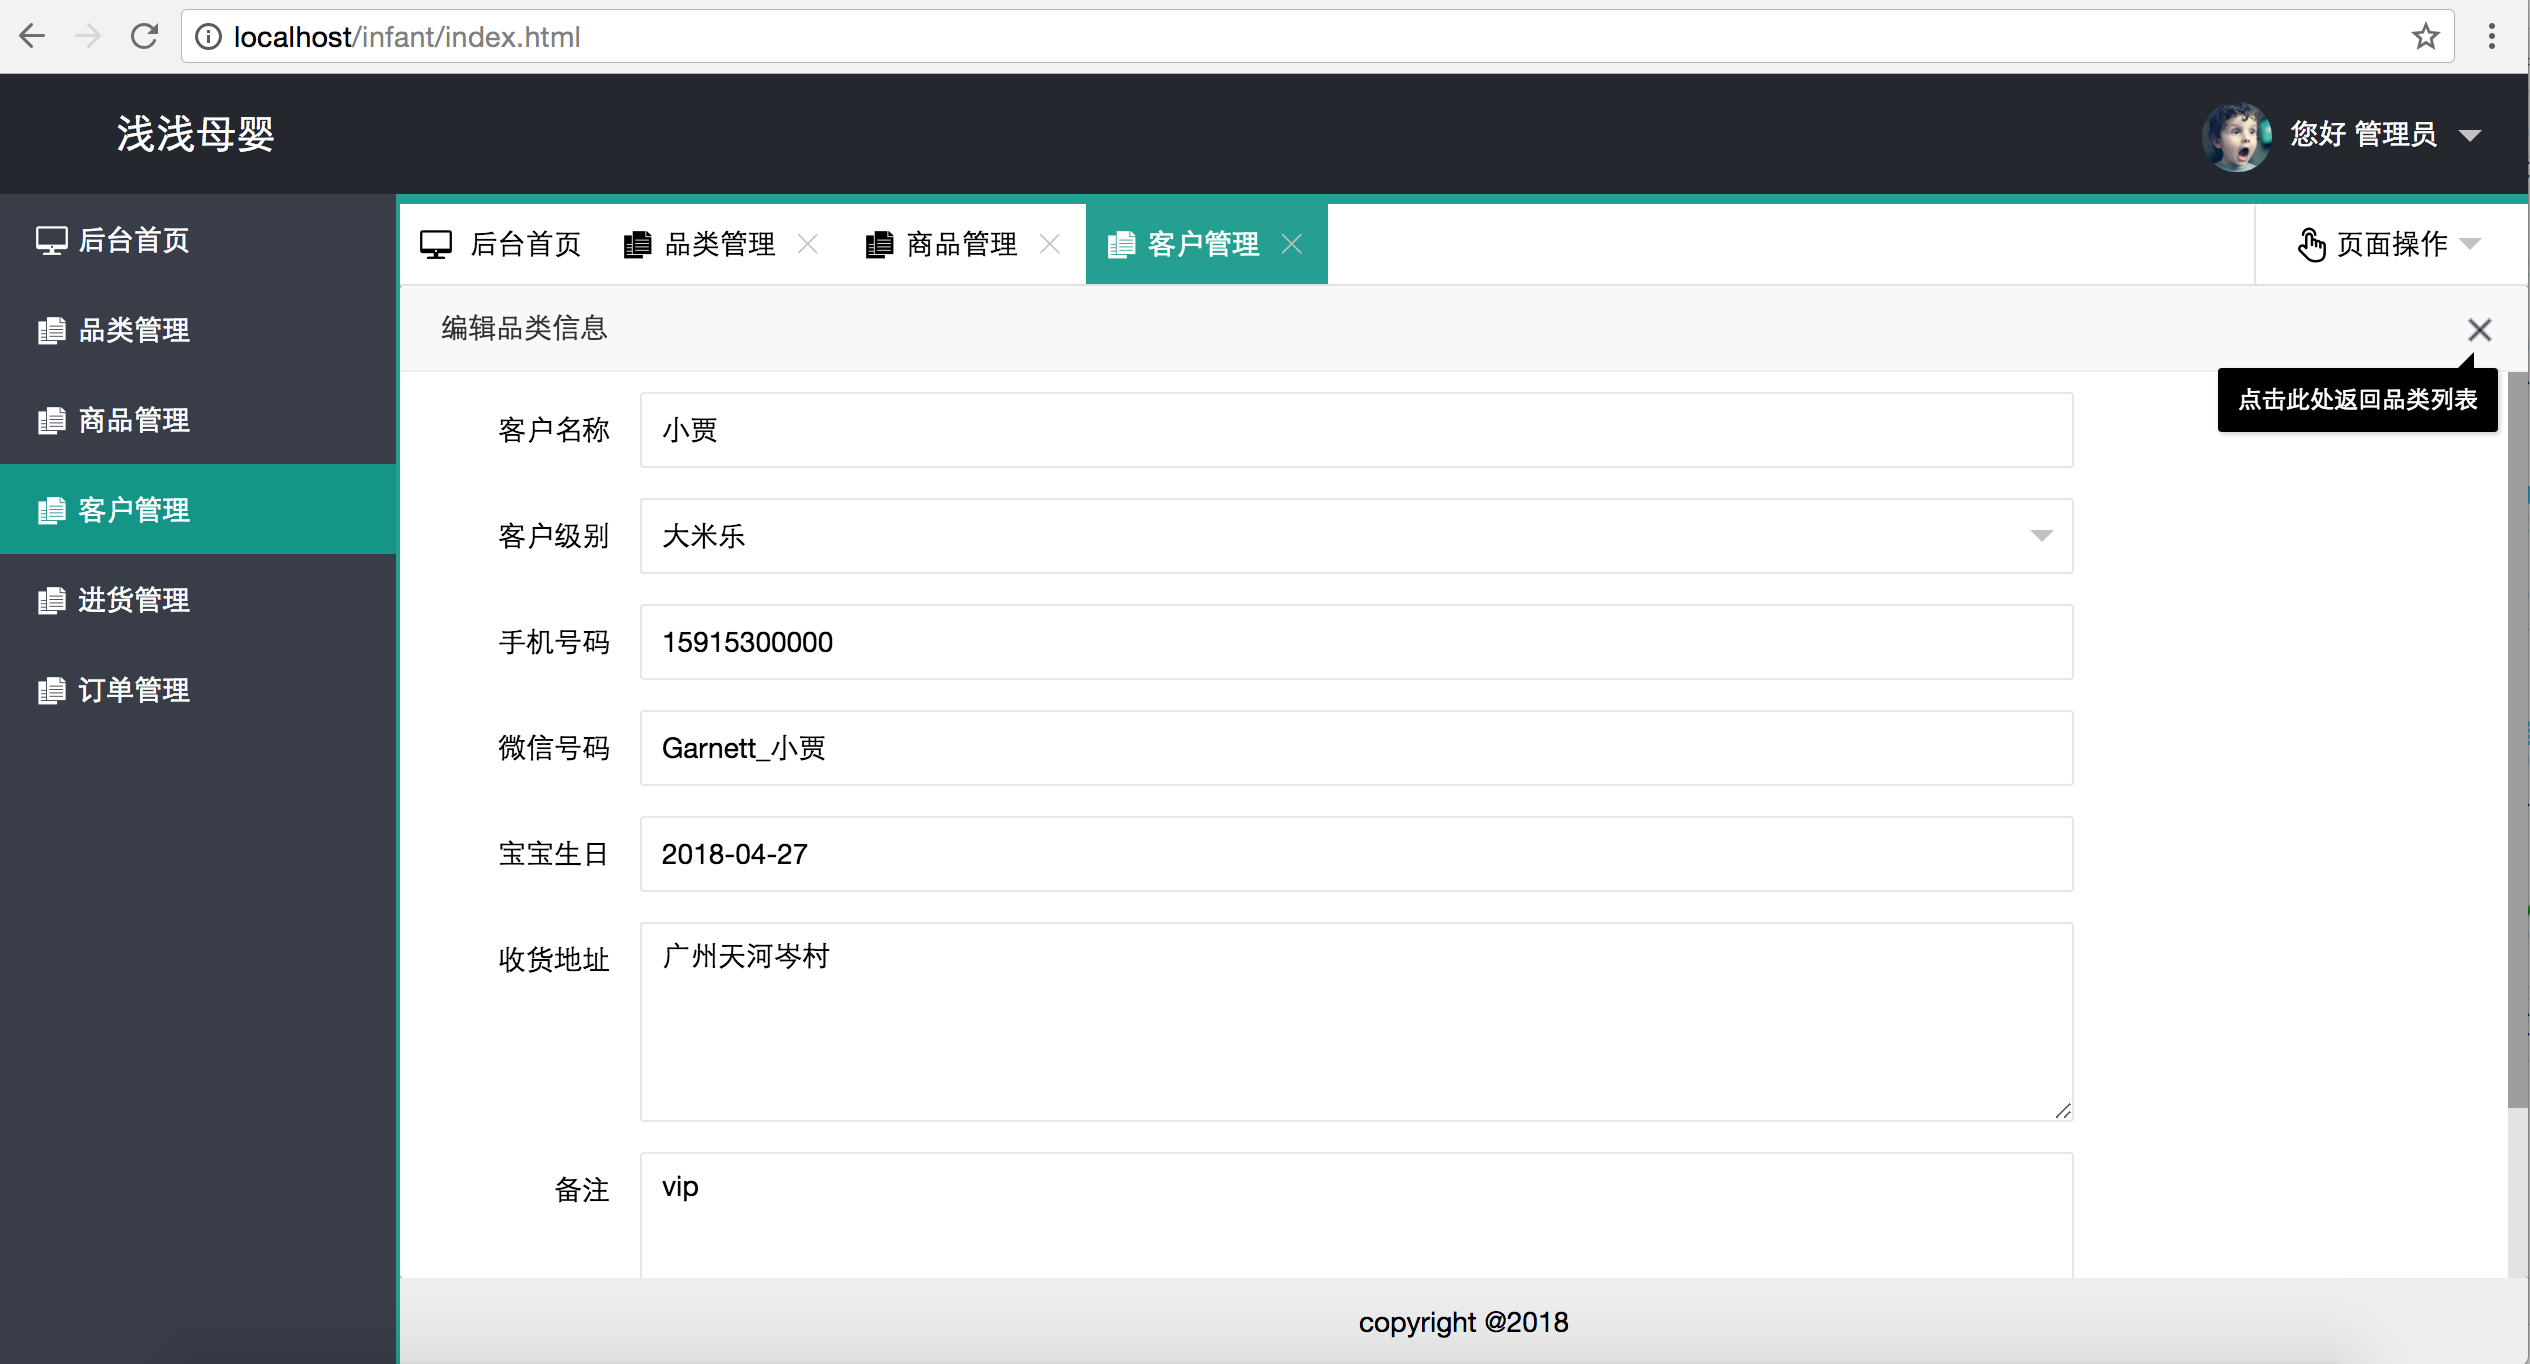 localhost/infant/index.html
浅浅母婴
您好 管理员
后台首页
品类管理
商品管理
客户管理
进货管理
订单管理
后台首页
品类管理
商品管理
客户管理
页面操作
编辑品类信息
点击此处返回品类列表
客户名称
小贾
客户级别
大米乐
手机号码
15915300000
微信号码
Garnett_小贾
宝宝生日
2018-04-27
收货地址
广州天河岑村
备注
vip
copyright @2018